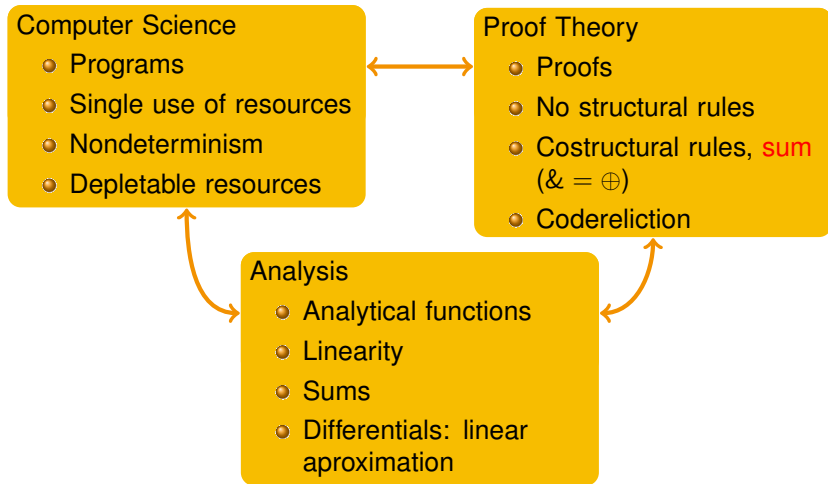 Computer Science
Programs
Single use of resources
Nondeterminism
Depletable resources
Proof Theory
Proofs
No structural rules
Costructural rules, sum
(& = ⊕)
Codereliction
Analysis
Analytical functions
Linearity
Sums
Differentials: linear
aproximation